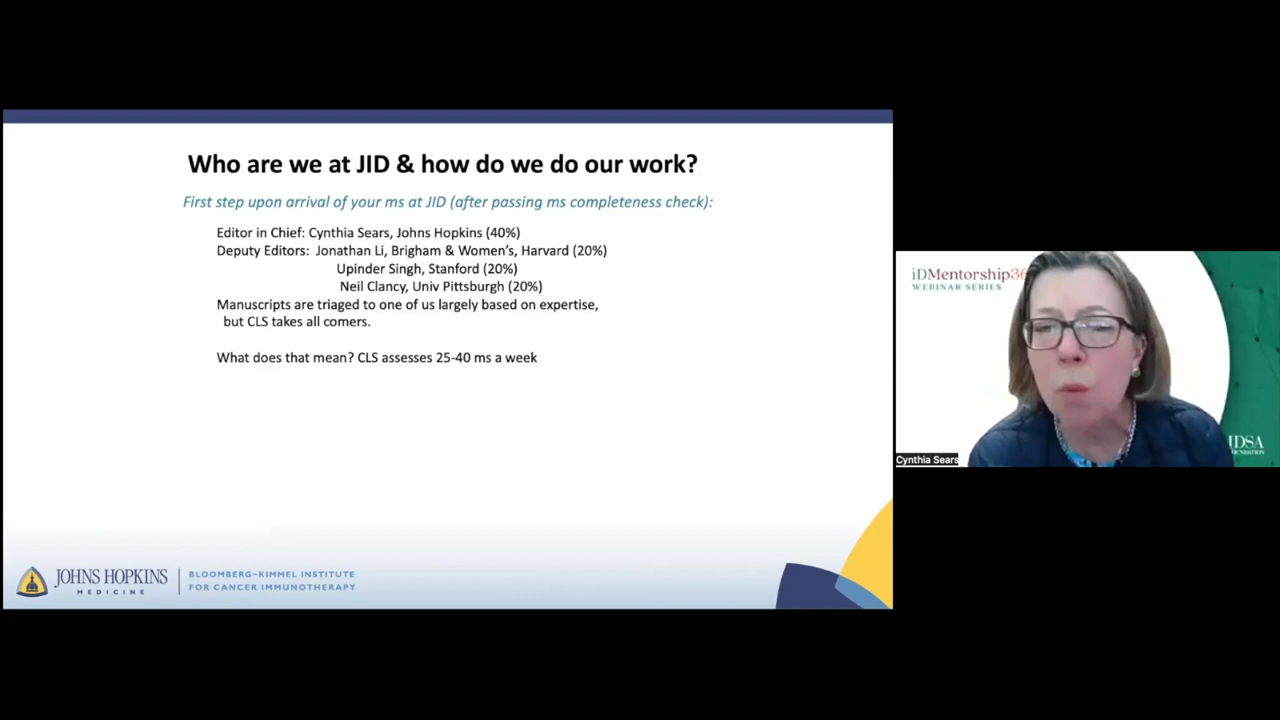 Who are we at JID & how do we do our work?
First step upon arrival of your ms at JID (after passing ms completeness check):
Editor in Chief: Cynthia Sears, Johns Hopkins (40%)
Deputy Editors: Jonathan Li, Brigham & Women's, Harvard (20%)
Upinder Singh, Stanford (20%)
Neil Clancy, Univ Pittsburgh (20%)
Manuscripts are triaged to one of us largely based on expertise,
but CLS takes all comers.
What does that mean? CLS assesses 25-40 ms a week
JOHNS HOPKINS
MEDICINE
BLOOMBERG~KIMMEL INSTITUTE
FOR CANCER IMMUNOTHERAPY
iDMentorship36
WEBINAR SERIES
IDSA
Cynthia Sears